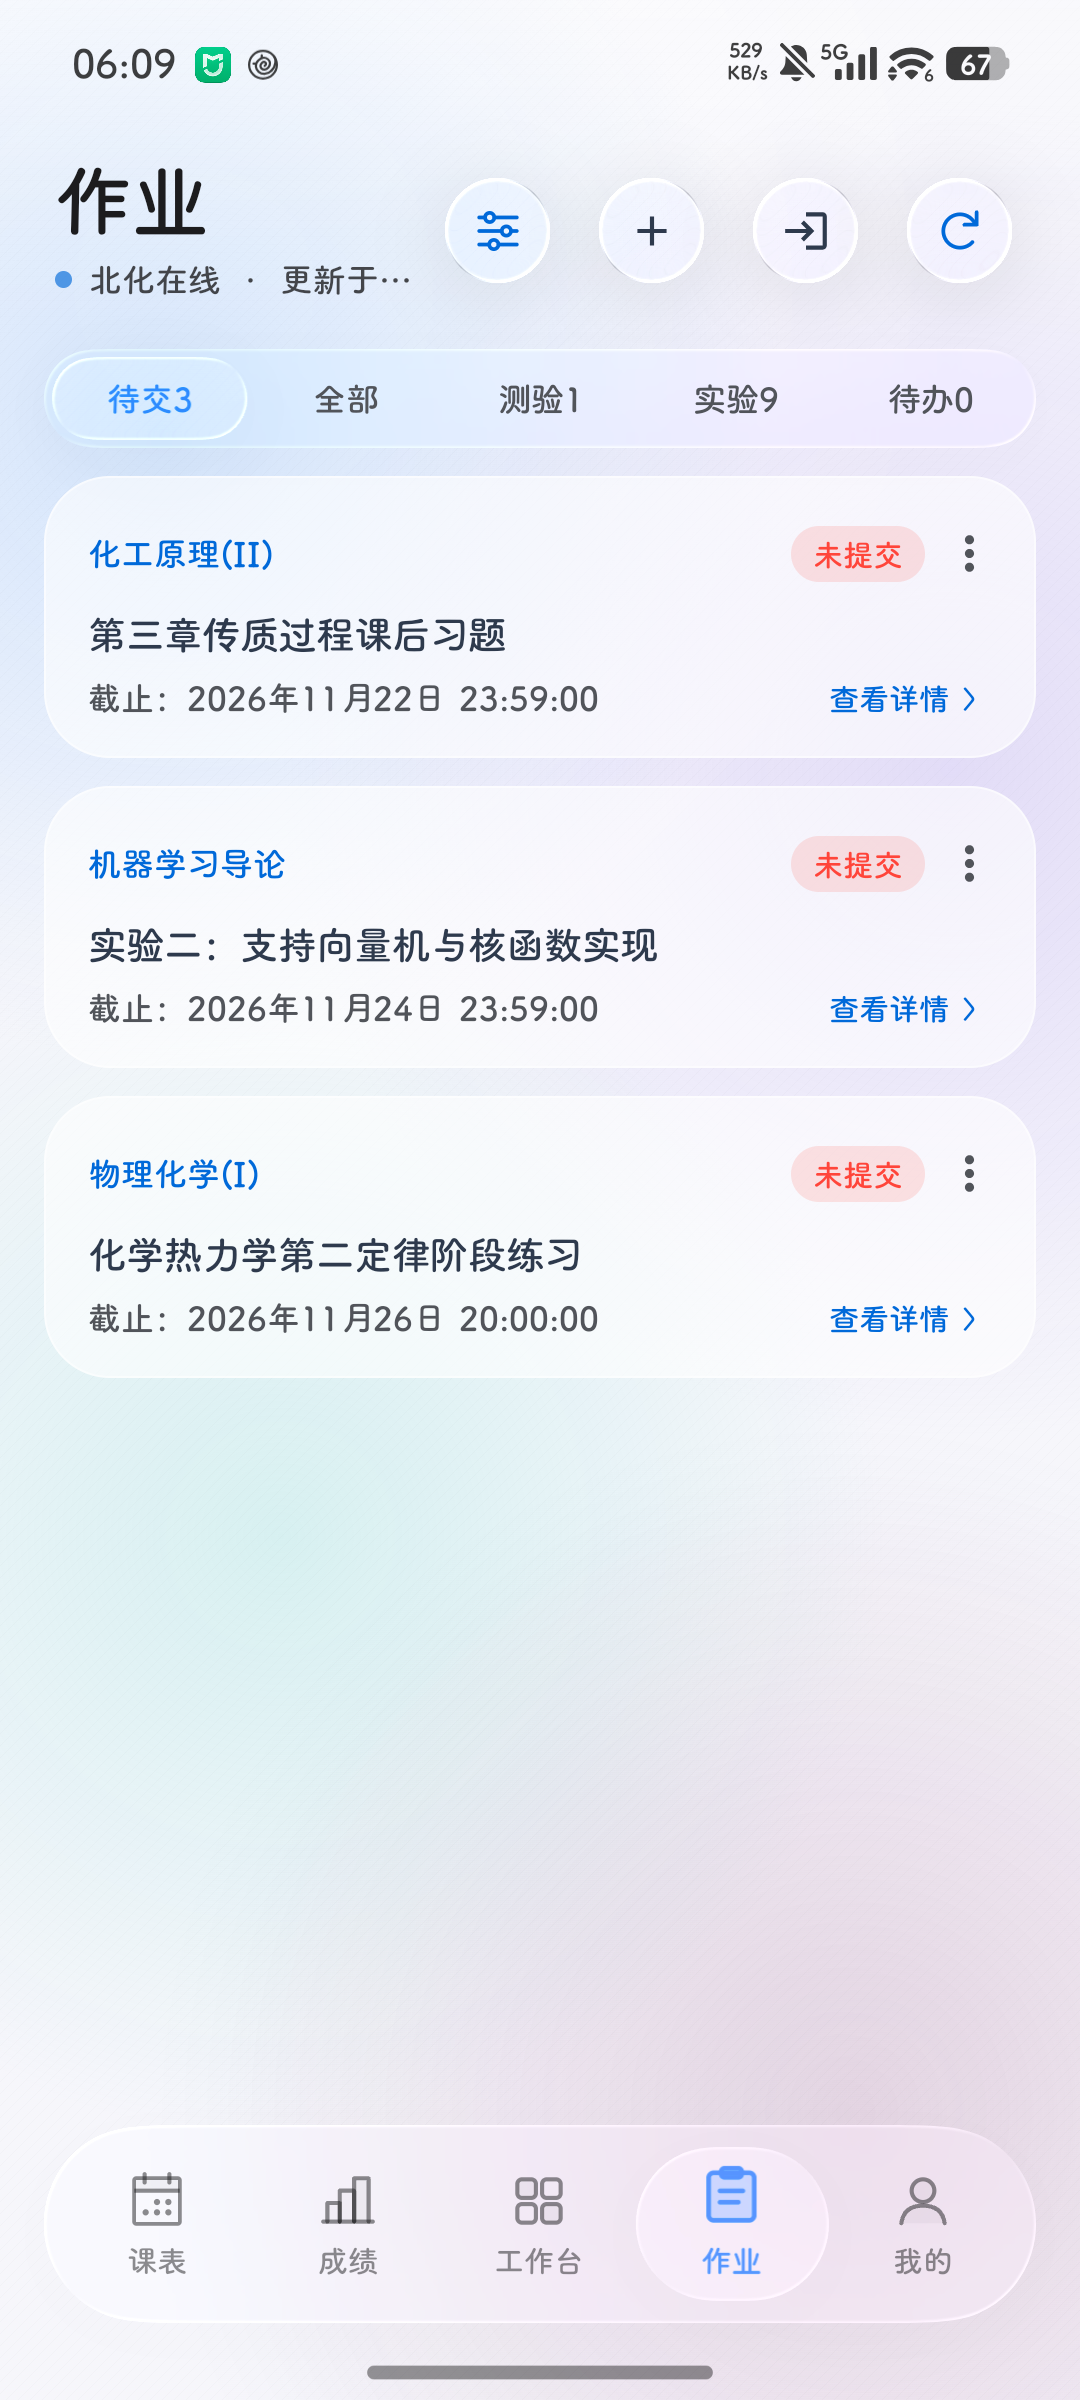 06:09
529 KB/s 5G 6 67
作业
北化在线 · 更新于…
待交3 全部 测验1 实验9 待办0
化工原理(II) 未提交
第三章传质过程课后习题
截止：2026年11月22日 23:59:00 查看详情
机器学习导论 未提交
实验二：支持向量机与核函数实现
截止：2026年11月24日 23:59:00 查看详情
物理化学(I) 未提交
化学热力学第二定律阶段练习
截止：2026年11月26日 20:00:00 查看详情
课表 成绩 工作台 作业 我的